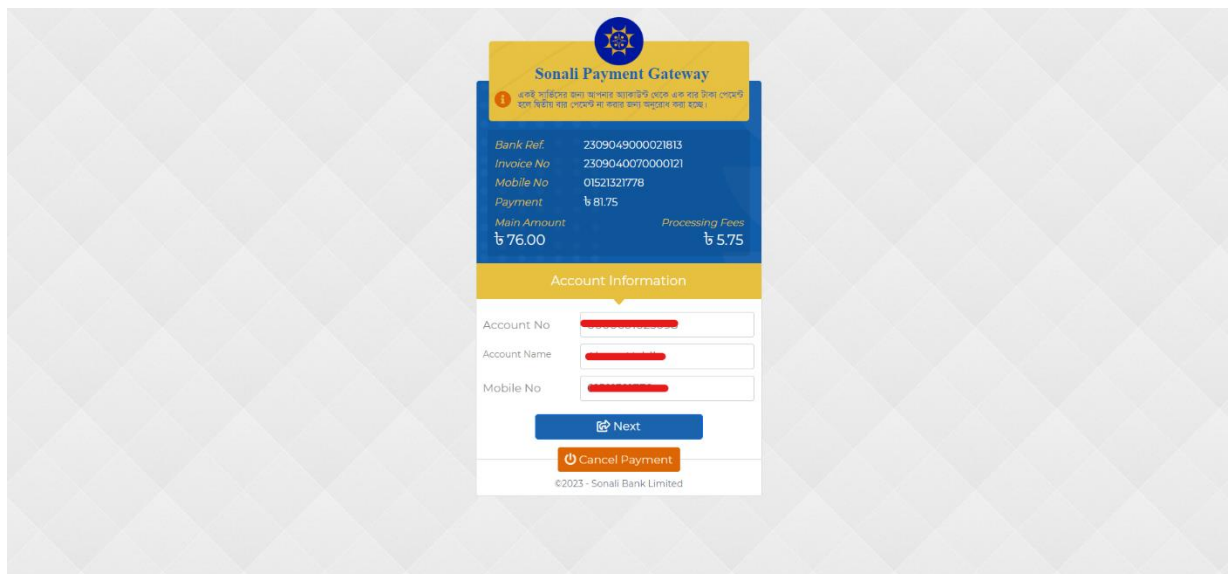 Sonali Payment Gateway
একই সার্ভিসের জন্য আপনার অ্যাকাউন্ট থেকে এক বার টাকা পেমেন্ট
হলে দ্বিতীয় বার পেমেন্ট না করার জন্য অনুরোধ করা হচ্ছে।
Bank Ref. 2309049000021813
Invoice No 2309040070000121
Mobile No 01521321778
Payment ৳ 81.75
Main Amount Processing Fees
৳ 76.00 ৳ 5.75
Account Information
Account No
Account Name
Mobile No
Next
Cancel Payment
©2023 - Sonali Bank Limited